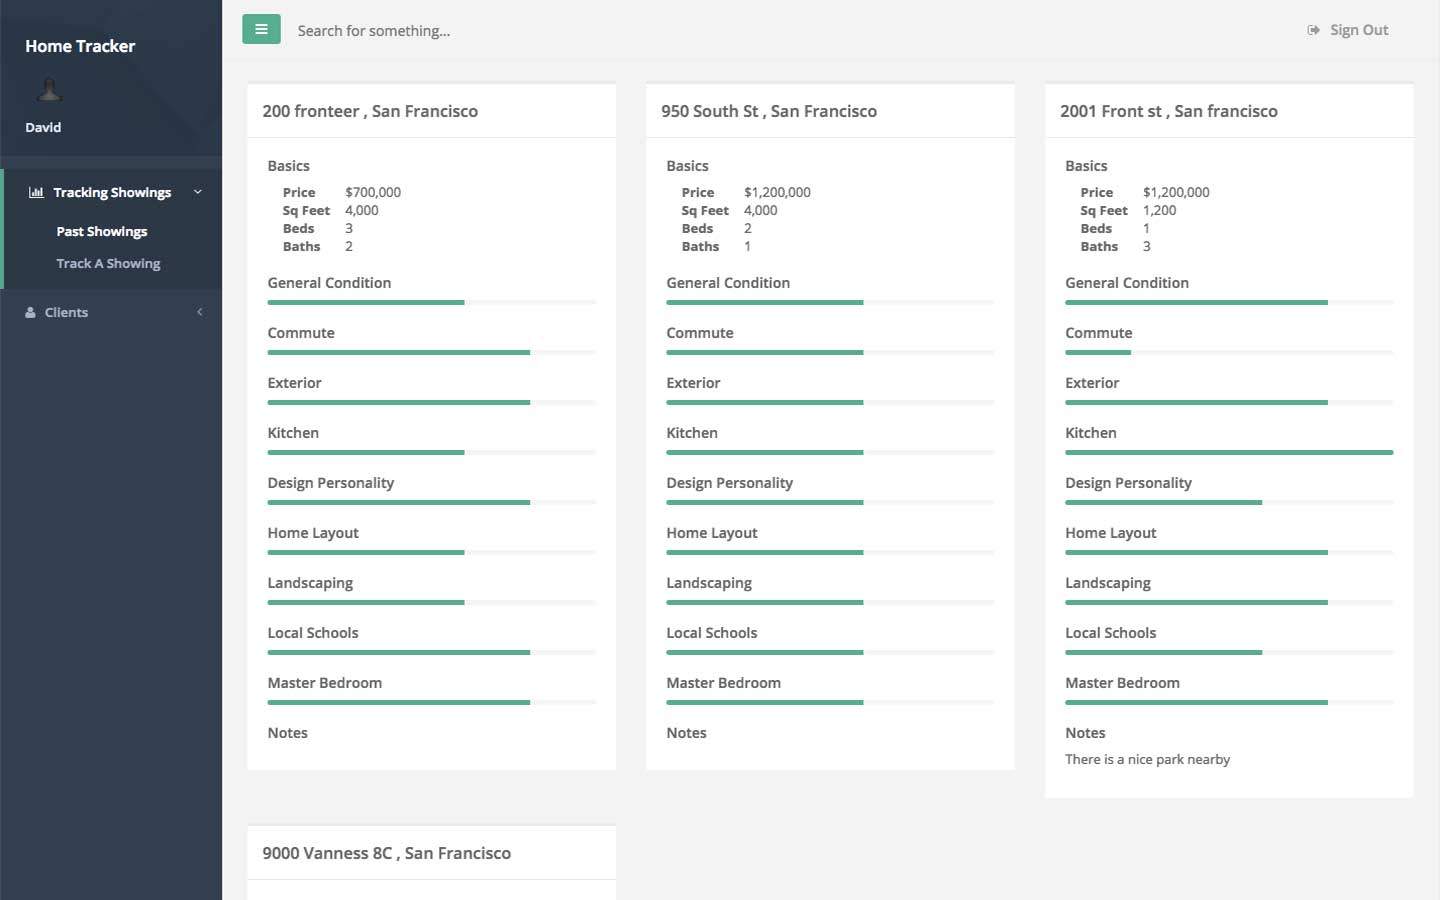 Home Tracker
David
Tracking Showings
Past Showings
Track A Showing
Clients
Search for something...
Sign Out
200 fronteer , San Francisco
Basics
Price $700,000
Sq Feet 4,000
Beds 3
Baths 2
General Condition
Commute
Exterior
Kitchen
Design Personality
Home Layout
Landscaping
Local Schools
Master Bedroom
Notes
950 South St , San Francisco
Basics
Price $1,200,000
Sq Feet 4,000
Beds 2
Baths 1
General Condition
Commute
Exterior
Kitchen
Design Personality
Home Layout
Landscaping
Local Schools
Master Bedroom
Notes
2001 Front st , San francisco
Basics
Price $1,200,000
Sq Feet 1,200
Beds 1
Baths 3
General Condition
Commute
Exterior
Kitchen
Design Personality
Home Layout
Landscaping
Local Schools
Master Bedroom
Notes
There is a nice park nearby
9000 Vanness 8C , San Francisco